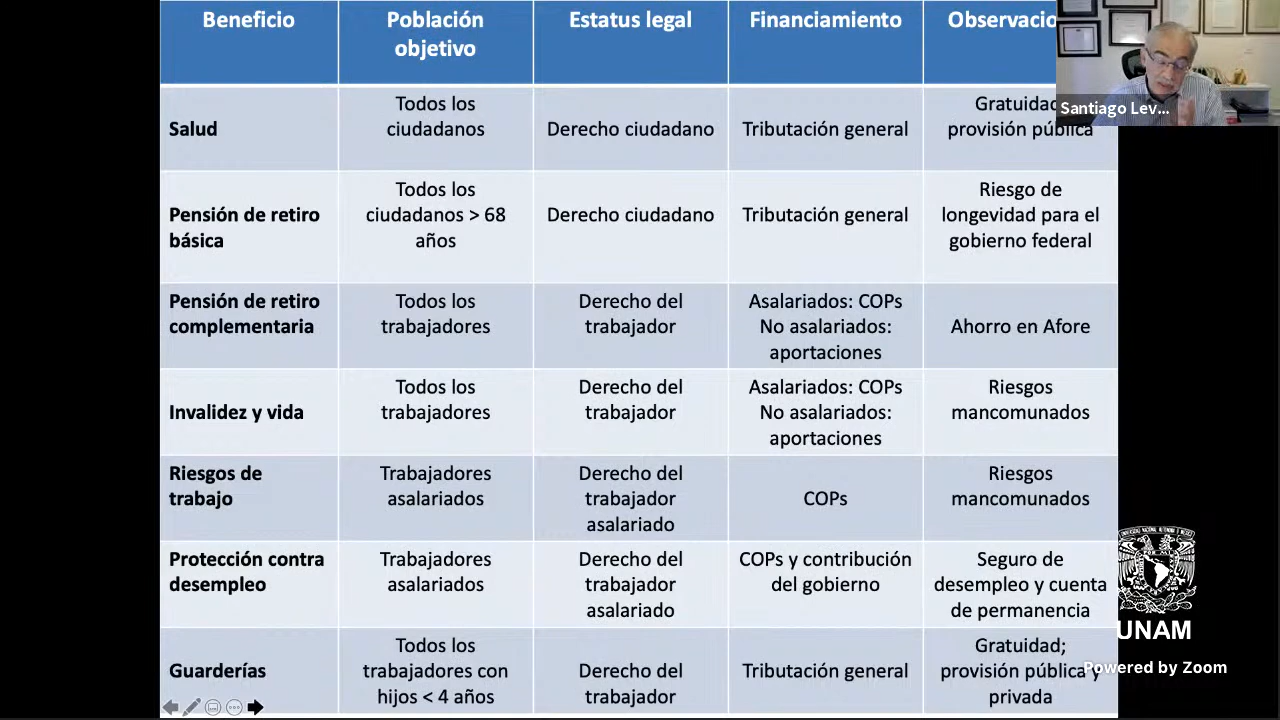 Beneficio
Población
objetivo
Estatus legal
Financiamiento
Santiago Lev...
Salud
Todos los
ciudadanos
Derecho ciudadano
Tributación general
provisión pública
Pensión de retiro
básica
Todos los
ciudadanos > 68
años
Derecho ciudadano
Tributación general
Riesgo de
longevidad para el
gobierno federal
Pensión de retiro
complementaria
Todos los
trabajadores
Derecho del
trabajador
Asalariados: COPs
No asalariados:
aportaciones
Ahorro en Afore
Invalidez y vida
Todos los
trabajadores
Derecho del
trabajador
Asalariados: COPs
No asalariados:
aportaciones
Riesgos
mancomunados
Riesgos de
trabajo
Trabajadores
asalariados
Derecho del
trabajador
asalariado
COPs
Riesgos
mancomunados
Protección contra
desempleo
Trabajadores
asalariados
Derecho del
trabajador
asalariado
COPs y contribución
del gobierno
Seguro de
desempleo y cuenta
de permanencia
Guarderías
Todos los
trabajadores con
hijos < 4 años
Derecho del
trabajador
Tributación general
Gratuidad;
provisión pública y
privada
UNAM
Powered by Zoom